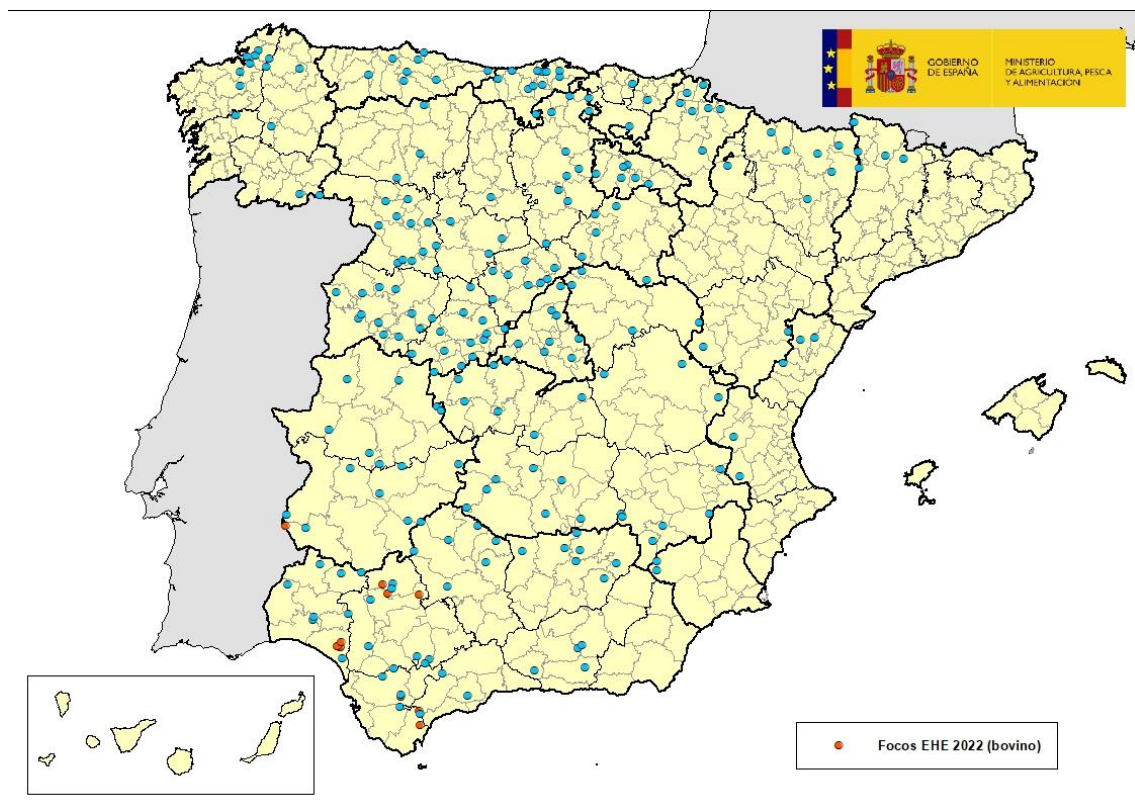 GOBIERNO
DE ESPAÑA
MINISTERIO
DE AGRICULTURA, PESCA
Y ALIMENTACIÓN
Focos EHE 2022 (bovino)